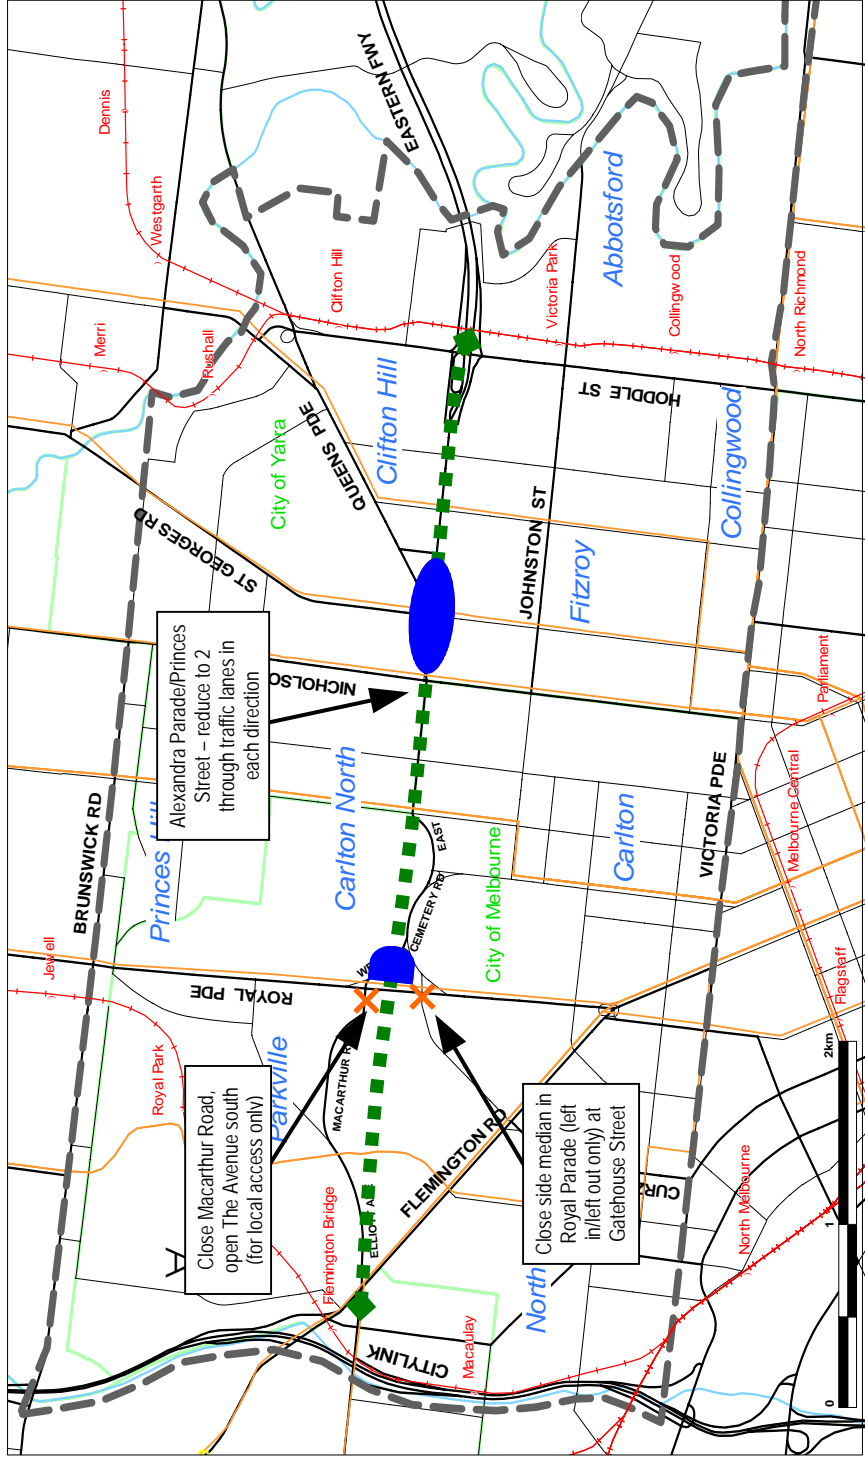 Dennis
Westgarth
Merri
Rushall
Clifton Hill
EASTERN FWY
Victoria Park
Abbotsford
Collingwood
North Richmond
City of Yarra
QUEENS PDE
Clifton Hill
HODDLE ST
Collingwood
ST GEORGES RD
JOHNSTON ST
Fitzroy
Alexandra Parade/Princes
Street – reduce to 2
through traffic lanes in
each direction
NICHOLSO
Parliament
BRUNSWICK RD
Princes
Carlton North
EAST
CEMETERY RD
City of Melbourne
Carlton
VICTORIA PDE
Melbourne Central
Jewell
ROYAL PDE
Flagstaff
Royal Park
Parkville
MACARTHUR R
Close Macarthur Road,
open The Avenue south
(for local access only)
FLEMINGTON RD
Close side median in
Royal Parade (left
in/left out only) at
Gatehouse Street
ELLIOTT A
Flemington Bridge
North
North Melbourne
CITYLINK
Macaulay
0
1
2km